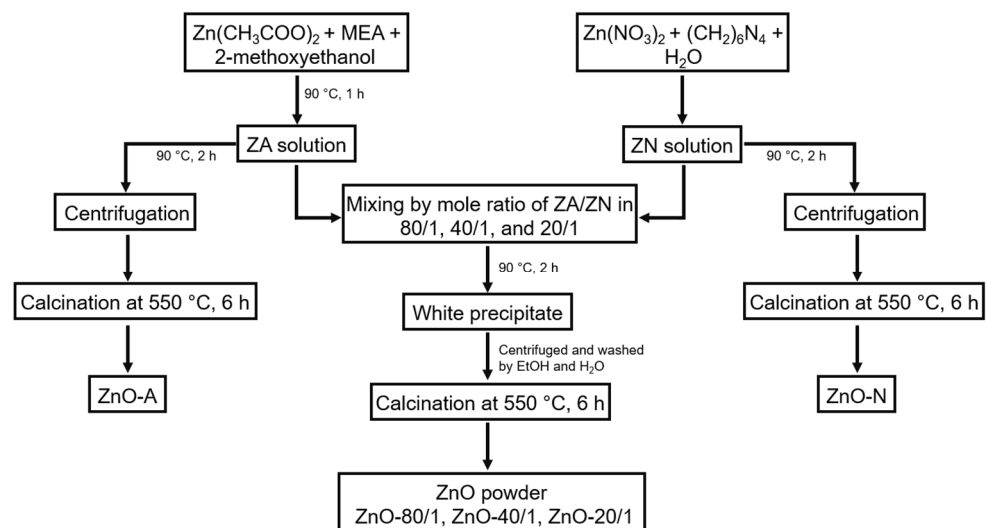 Zn(CH₃COO)₂ + MEA +
2-methoxyethanol
Zn(NO₃)₂ + (CH₂)₆N₄ +
H₂O
90 °C, 1 h
ZA solution
ZN solution
90 °C, 2 h
90 °C, 2 h
Centrifugation
Mixing by mole ratio of ZA/ZN in
80/1, 40/1, and 20/1
Centrifugation
90 °C, 2 h
Calcination at 550 °C, 6 h
White precipitate
Calcination at 550 °C, 6 h
Centrifuged and washed
by EtOH and H₂O
ZnO-A
Calcination at 550 °C, 6 h
ZnO-N
ZnO powder
ZnO-80/1, ZnO-40/1, ZnO-20/1